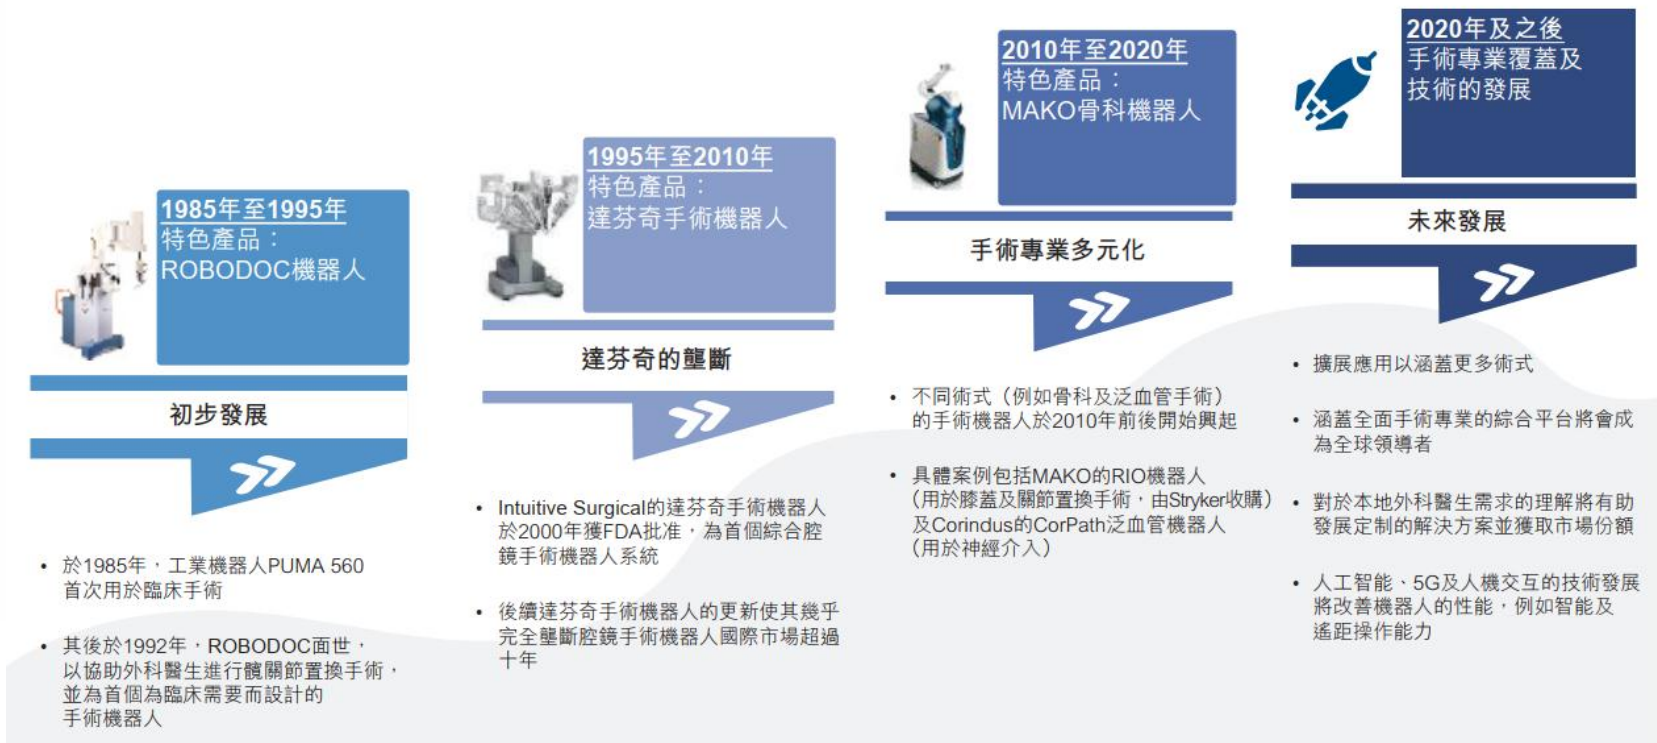 1985年至1995年
特色產品：
ROBODOC機器人
初步發展
• 於1985年，工業機器人PUMA 560
首次用於臨床手術
• 其後於1992年，ROBODOC面世，
以協助外科醫生進行髖關節置換手術，
並為首個為臨床需要而設計的
手術機器人
1995年至2010年
特色產品：
達芬奇手術機器人
達芬奇的壟斷
• Intuitive Surgical的達芬奇手術機器人
於2000年獲FDA批准，為首個綜合腔
鏡手術機器人系統
• 後續達芬奇手術機器人的更新使其幾乎
完全壟斷腔鏡手術機器人國際市場超過
十年
2010年至2020年
特色產品：
MAKO骨科機器人
手術專業多元化
• 不同術式（例如骨科及泛血管手術）
的手術機器人於2010年前後開始興起
• 具體案例包括MAKO的RIO機器人
（用於膝蓋及關節置換手術，由Stryker收購）
及Corindus的CorPath泛血管機器人
（用於神經介入）
2020年及之後
手術專業覆蓋及
技術的發展
未來發展
• 擴展應用以涵蓋更多術式
• 涵蓋全面手術專業的綜合平台將會成
為全球領導者
• 對於本地外科醫生需求的理解將有助
發展定制的解決方案並獲取市場份額
• 人工智能、5G及人機交互的技術發展
將改善機器人的性能，例如智能及
遙距操作能力